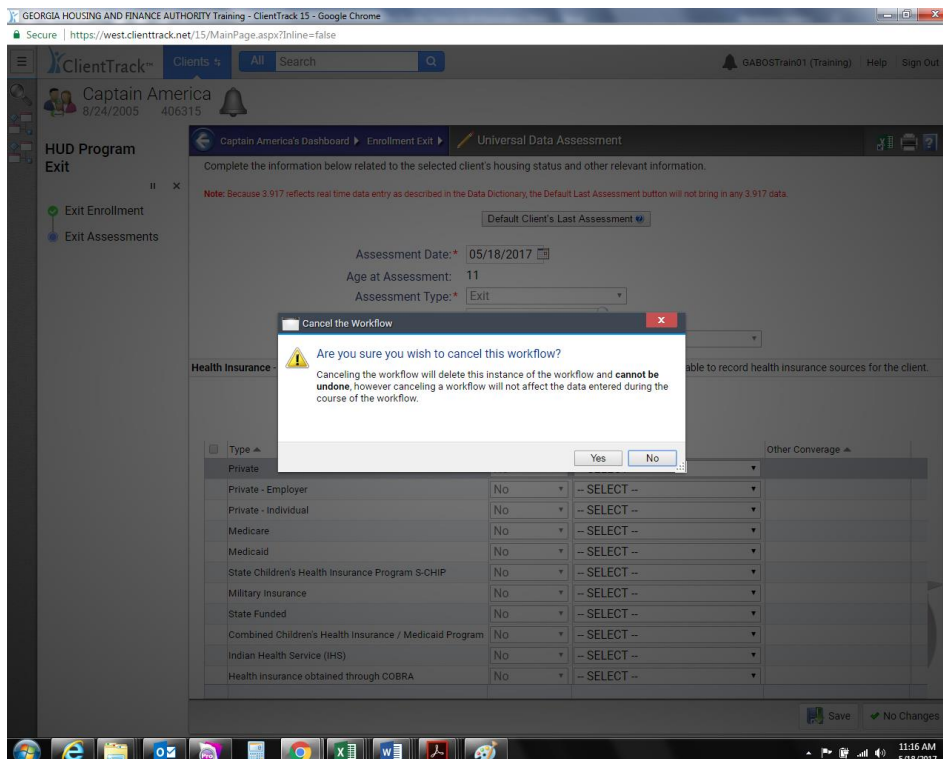 GEORGIA HOUSING AND FINANCE AUTHORITY Training - ClientTrack 15 - Google Chrome
Secure | https://west.clienttrack.net/15/MainPage.aspx?Inline=false
ClientTrack™ Clients All Search GABOSTrain01 (Training) Help Sign Out
Captain America
8/24/2005 406315
HUD Program Exit
Exit Enrollment
Exit Assessments
Captain America's Dashboard Enrollment Exit Universal Data Assessment
Complete the information below related to the selected client's housing status and other relevant information.
Note: Because 3.917 reflects real time data entry as described in the Data Dictionary, the Default Last Assessment button will not bring in any 3.917 data.
Default Client's Last Assessment
Assessment Date:* 05/18/2017
Age at Assessment: 11
Assessment Type:* Exit
Cancel the Workflow
Are you sure you wish to cancel this workflow?
Canceling the workflow will delete this instance of the workflow and cannot be
undone, however canceling a workflow will not affect the data entered during the
course of the workflow.
Yes No
Health Insurance - able to record health insurance sources for the client.
Type Other Converage
Private
Private - Employer No -- SELECT --
Private - Individual No -- SELECT --
Medicare No -- SELECT --
Medicaid No -- SELECT --
State Children's Health Insurance Program S-CHIP No -- SELECT --
Military Insurance No -- SELECT --
State Funded No -- SELECT --
Combined Children's Health Insurance / Medicaid Program No -- SELECT --
Indian Health Service (IHS) No -- SELECT --
Health insurance obtained through COBRA No -- SELECT --
Save No Changes
11:16 AM
5/18/2017